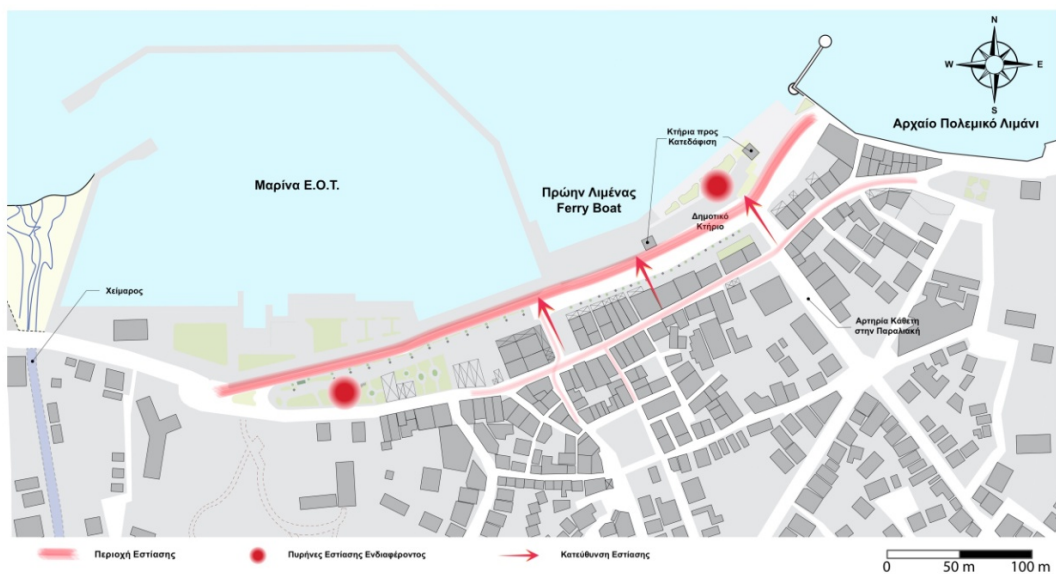 N
W
E
S
Αρχαίο Πολεμικό Λιμάνι
Κτήρια προς
Κατεδάφιση
Μαρίνα Ε.Ο.Τ.
Πρώην Λιμένας
Ferry Boat
Δημοτικό
Κτήριο
Χείμαρος
Αρτηρία Κάθετη
στην Παραλιακή
Περιοχή Εστίασης
Πυρήνες Εστίασης Ενδιαφέροντος
Κατεύθυνση Εστίασης
0 50 m 100 m